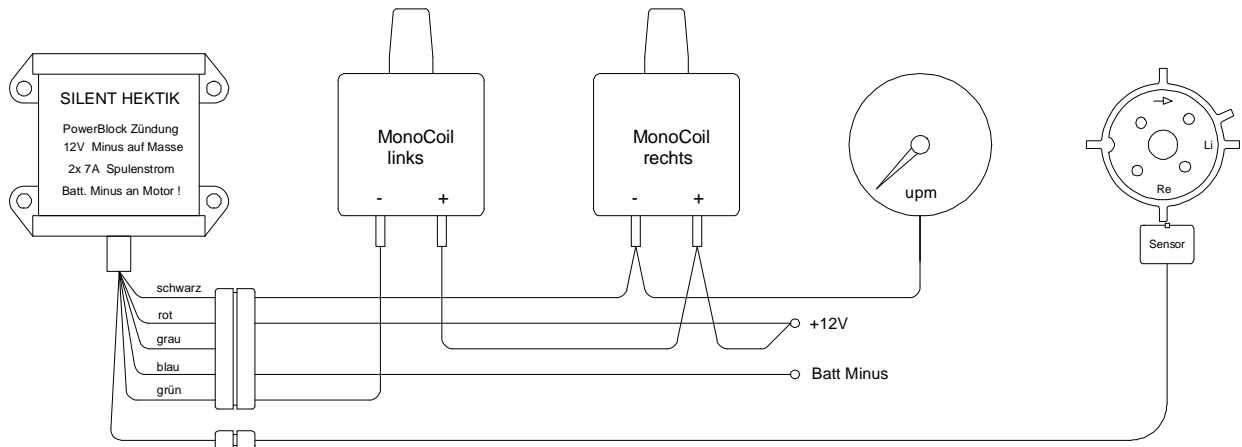 SILENT HEKTIK
PowerBlock Zündung
12V Minus auf Masse
2x 7A Spulenstrom
Batt. Minus an Motor !
MonoCoil
links
- +
MonoCoil
rechts
- +
upm
Li
Re
Sensor
schwarz
rot
grau
blau
grün
+12V
Batt Minus